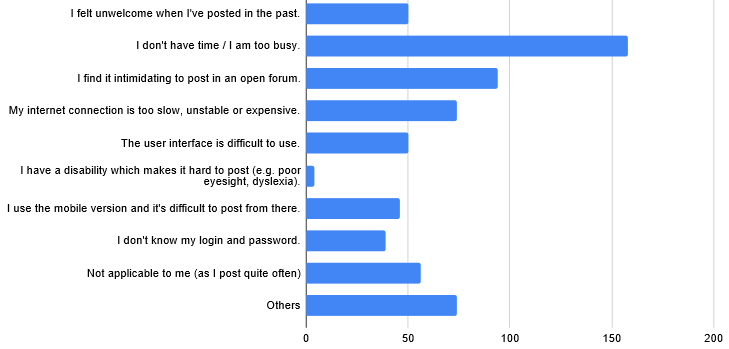 I felt unwelcome when I've posted in the past.
I don't have time / I am too busy.
I find it intimidating to post in an open forum.
My internet connection is too slow, unstable or expensive.
The user interface is difficult to use.
I have a disability which makes it hard to post (e.g. poor
eyesight, dyslexia).
I use the mobile version and it's difficult to post from there.
I don't know my login and password.
Not applicable to me (as I post quite often)
Others
0 50 100 150 200